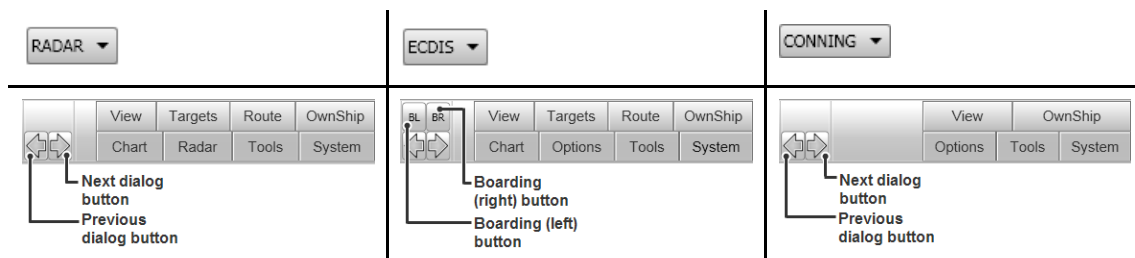 RADAR
ECDIS
CONNING
View Targets Route OwnShip
Chart Radar Tools System
Next dialog
button
Previous
dialog button
BL BR View Targets Route OwnShip
Chart Options Tools System
Boarding
(right) button
Boarding (left)
button
View OwnShip
Options Tools System
Next dialog
button
Previous
dialog button